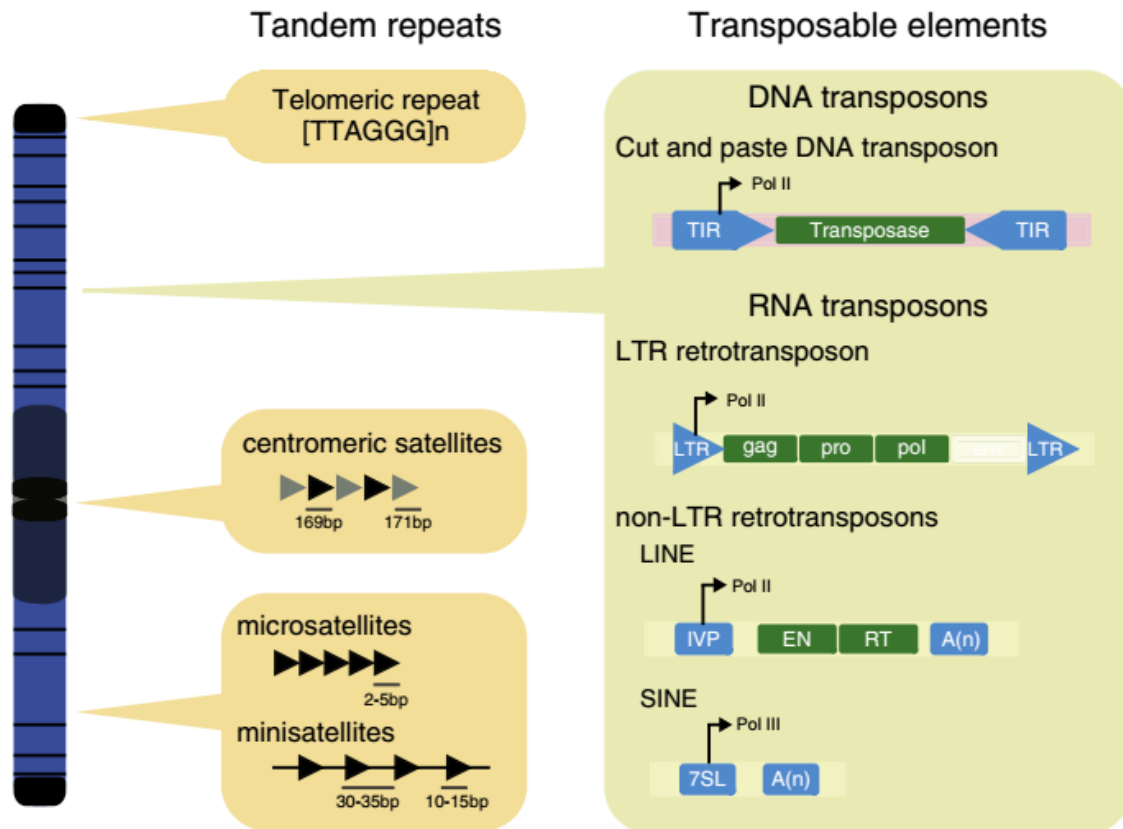 Tandem repeats
Telomeric repeat
[TTAGGG]n
centromeric satellites
169bp 171bp
microsatellites
2-5bp
minisatellites
30-35bp 10-15bp
Transposable elements
DNA transposons
Cut and paste DNA transposon
Pol II
TIR Transposase TIR
RNA transposons
LTR retrotransposon
Pol II
LTR gag pro pol LTR
non-LTR retrotransposons
LINE
Pol II
IVP EN RT A(n)
SINE
Pol III
7SL A(n)